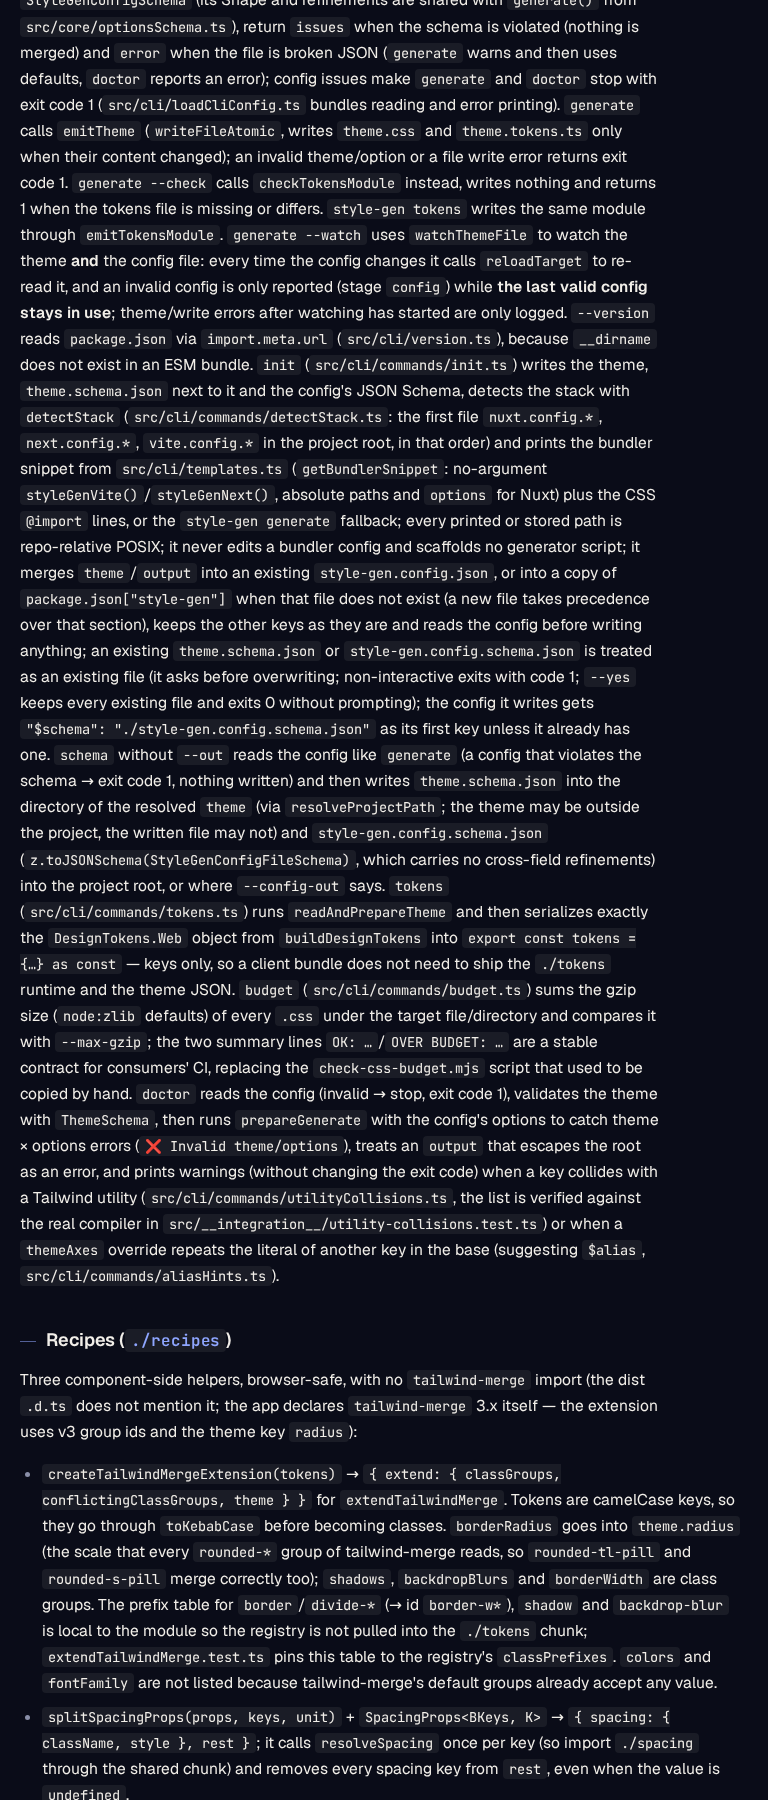 StyleGenConfigSchema (its shape and refinements are shared with generate() from
src/core/optionsSchema.ts), return issues when the schema is violated (nothing is
merged) and error when the file is broken JSON ( generate warns and then uses
defaults, doctor reports an error); config issues make generate and doctor stop with
exit code 1 ( src/cli/loadCliConfig.ts bundles reading and error printing). generate
calls emitTheme ( writeFileAtomic, writes theme.css and theme.tokens.ts only
when their content changed); an invalid theme/option or a file write error returns exit
code 1. generate --check calls checkTokensModule instead, writes nothing and returns
1 when the tokens file is missing or differs. style-gen tokens writes the same module
through emitTokensModule. generate --watch uses watchThemeFile to watch the
theme and the config file: every time the config changes it calls reloadTarget to re-
read it, and an invalid config is only reported (stage config) while the last valid config
stays in use; theme/write errors after watching has started are only logged. --version
reads package.json via import.meta.url ( src/cli/version.ts), because __dirname
does not exist in an ESM bundle. init ( src/cli/commands/init.ts) writes the theme,
theme.schema.json next to it and the config's JSON Schema, detects the stack with
detectStack ( src/cli/commands/detectStack.ts: the first file nuxt.config.*,
next.config.*, vite.config.* in the project root, in that order) and prints the bundler
snippet from src/cli/templates.ts ( getBundlerSnippet: no-argument
styleGenVite() / styleGenNext(), absolute paths and options for Nuxt) plus the CSS
@import lines, or the style-gen generate fallback; every printed or stored path is
repo-relative POSIX; it never edits a bundler config and scaffolds no generator script; it
merges theme / output into an existing style-gen.config.json, or into a copy of
package.json["style-gen"] when that file does not exist (a new file takes precedence
over that section), keeps the other keys as they are and reads the config before writing
anything; an existing theme.schema.json or style-gen.config.schema.json is treated
as an existing file (it asks before overwriting; non-interactive exits with code 1; --yes
keeps every existing file and exits 0 without prompting); the config it writes gets
"$schema": "./style-gen.config.schema.json" as its first key unless it already has
one. schema without --out reads the config like generate (a config that violates the
schema → exit code 1, nothing written) and then writes theme.schema.json into the
directory of the resolved theme (via resolveProjectPath; the theme may be outside
the project, the written file may not) and style-gen.config.schema.json
( z.toJSONSchema(StyleGenConfigFileSchema), which carries no cross-field refinements)
into the project root, or where --config-out says. tokens
( src/cli/commands/tokens.ts) runs readAndPrepareTheme and then serializes exactly
the DesignTokens.Web object from buildDesignTokens into export const tokens =
{…} as const — keys only, so a client bundle does not need to ship the ./tokens
runtime and the theme JSON. budget ( src/cli/commands/budget.ts) sums the gzip
size ( node:zlib defaults) of every .css under the target file/directory and compares it
with --max-gzip; the two summary lines OK: … / OVER BUDGET: … are a stable
contract for consumers' CI, replacing the check-css-budget.mjs script that used to be
copied by hand. doctor reads the config (invalid → stop, exit code 1), validates the theme
with ThemeSchema, then runs prepareGenerate with the config's options to catch theme
× options errors ( ❌ Invalid theme/options), treats an output that escapes the root
as an error, and prints warnings (without changing the exit code) when a key collides with
a Tailwind utility ( src/cli/commands/utilityCollisions.ts, the list is verified against
the real compiler in src/__integration__/utility-collisions.test.ts) or when a
themeAxes override repeats the literal of another key in the base (suggesting $alias,
src/cli/commands/aliasHints.ts).
— Recipes ( ./recipes )
Three component-side helpers, browser-safe, with no tailwind-merge import (the dist
.d.ts does not mention it; the app declares tailwind-merge 3.x itself — the extension
uses v3 group ids and the theme key radius):
• createTailwindMergeExtension(tokens) → { extend: { classGroups,
conflictingClassGroups, theme } } for extendTailwindMerge. Tokens are camelCase keys, so
they go through toKebabCase before becoming classes. borderRadius goes into theme.radius
(the scale that every rounded-* group of tailwind-merge reads, so rounded-tl-pill and
rounded-s-pill merge correctly too); shadows, backdropBlurs and borderWidth are class
groups. The prefix table for border / divide-* (→ id border-w*), shadow and backdrop-blur
is local to the module so the registry is not pulled into the ./tokens chunk;
extendTailwindMerge.test.ts pins this table to the registry's classPrefixes. colors and
fontFamily are not listed because tailwind-merge's default groups already accept any value.
• splitSpacingProps(props, keys, unit) + SpacingProps<BKeys, K> → { spacing: {
className, style }, rest }; it calls resolveSpacing once per key (so import ./spacing
through the shared chunk) and removes every spacing key from rest, even when the value is
undefined.